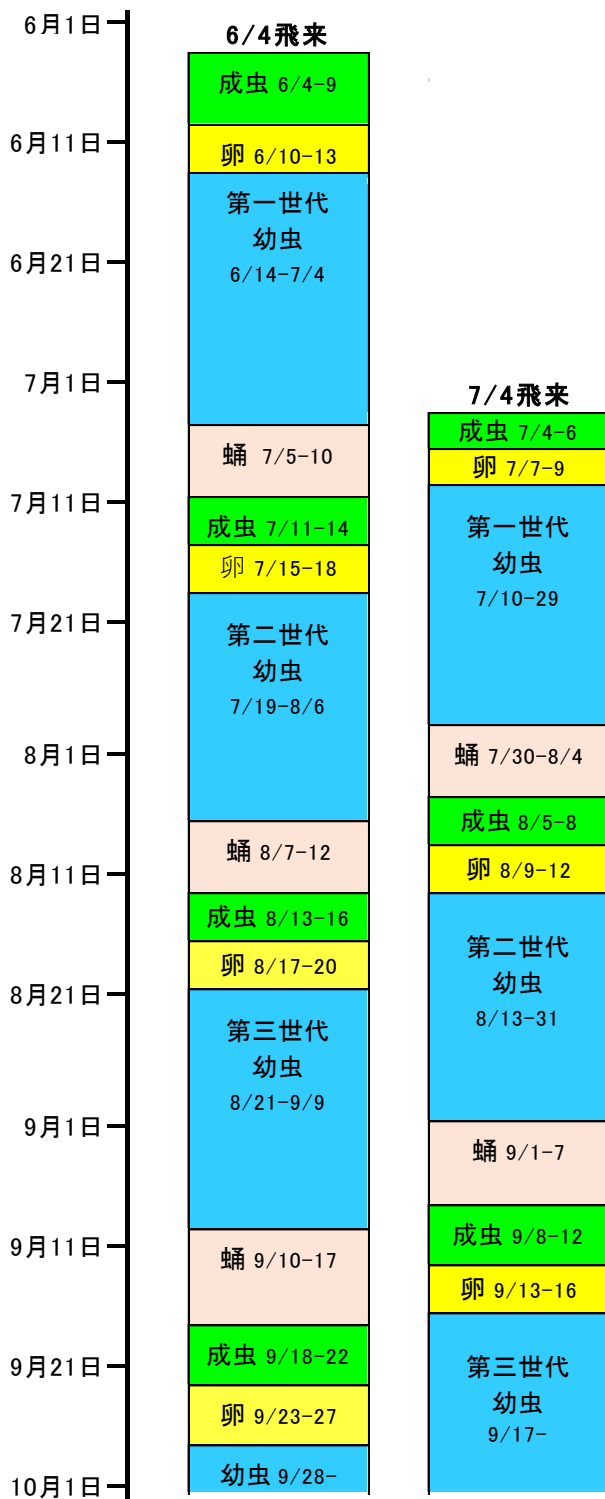 6月1日
6月11日
6月21日
7月1日
7月11日
7月21日
8月1日
8月11日
8月21日
9月1日
9月11日
9月21日
10月1日
6/4飛来
成虫 6/4-9
卵 6/10-13
第一世代
幼虫
6/14-7/4
蛹 7/5-10
成虫 7/11-14
卵 7/15-18
第二世代
幼虫
7/19-8/6
蛹 8/7-12
成虫 8/13-16
卵 8/17-20
第三世代
幼虫
8/21-9/9
蛹 9/10-17
成虫 9/18-22
卵 9/23-27
幼虫 9/28-
7/4飛来
成虫 7/4-6
卵 7/7-9
第一世代
幼虫
7/10-29
蛹 7/30-8/4
成虫 8/5-8
卵 8/9-12
第二世代
幼虫
8/13-31
蛹 9/1-7
成虫 9/8-12
卵 9/13-16
第三世代
幼虫
9/17-